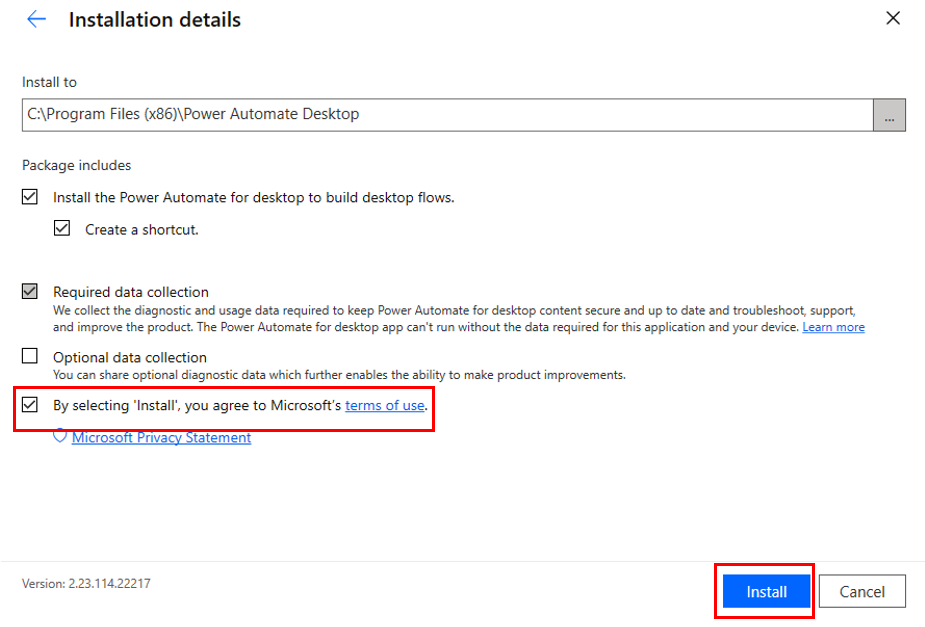 Installation details
Install to
C:\Program Files (x86)\Power Automate Desktop
...
Package includes
Install the Power Automate for desktop to build desktop flows.
Create a shortcut.
Required data collection
We collect the diagnostic and usage data required to keep Power Automate for desktop content secure and up to date and troubleshoot, support,
and improve the product. The Power Automate for desktop app can't run without the data required for this application and your device. Learn more
Optional data collection
You can share optional diagnostic data which further enables the ability to make product improvements.
By selecting 'Install', you agree to Microsoft's terms of use.
Microsoft Privacy Statement
Version: 2.23.114.22217
Install
Cancel